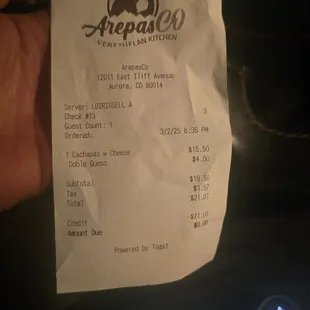 ArepasCO
VENEZUELAN KITCHEN
ArepasCo
12011 East Iliff Avenue
Aurora, CO 80014
Server: A
Check #13
Guest Count: 1
Ordered: 3/2/25 6:36 PM
1 Cachapas w Cheese $15.50
Doble Queso $4.00
Subtotal $19.50
Tax $1.57
Total $21.07
Credit $21.07
Amount Due $0.00
Powered by Toast